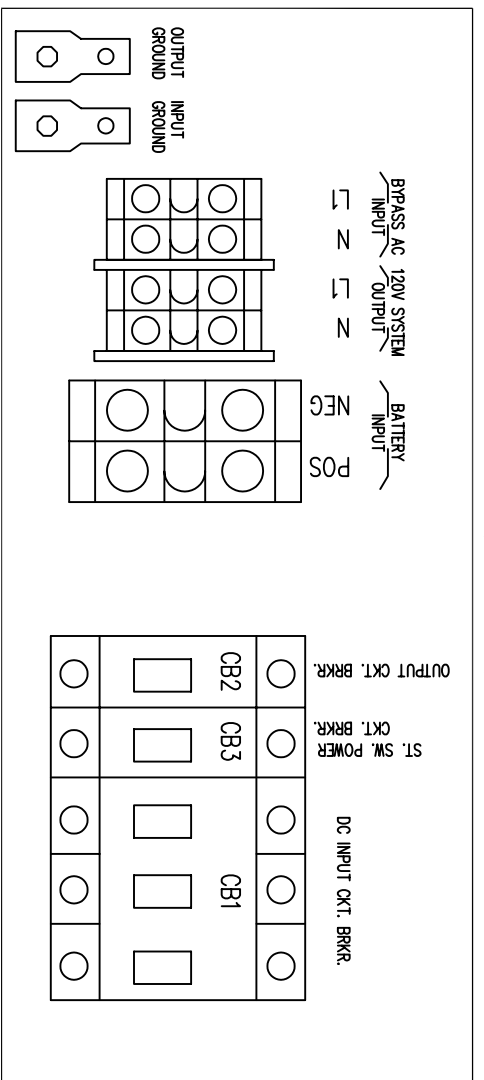 OUTPUT
GROUND
INPUT
GROUND
BYPASS AC
INPUT
L1
N
120V SYSTEM
OUTPUT
L1
N
BATTERY
INPUT
NEG
POS
CB2
OUTPUT CKT. BRKR.
CB3
ST. SW. POWER
CKT. BRKR.
CB1
DC INPUT CKT. BRKR.